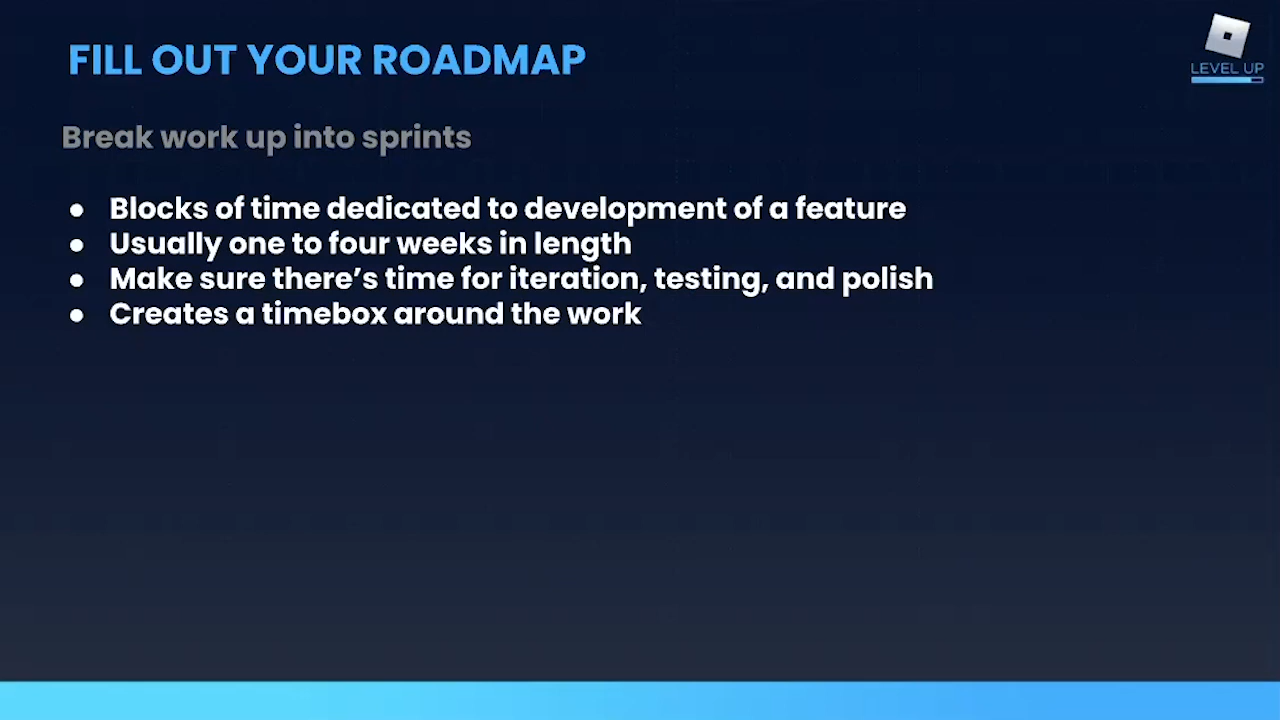 FILL OUT YOUR ROADMAP
LEVEL UP
Break work up into sprints
● Blocks of time dedicated to development of a feature
● Usually one to four weeks in length
● Make sure there’s time for iteration, testing, and polish
● Creates a timebox around the work